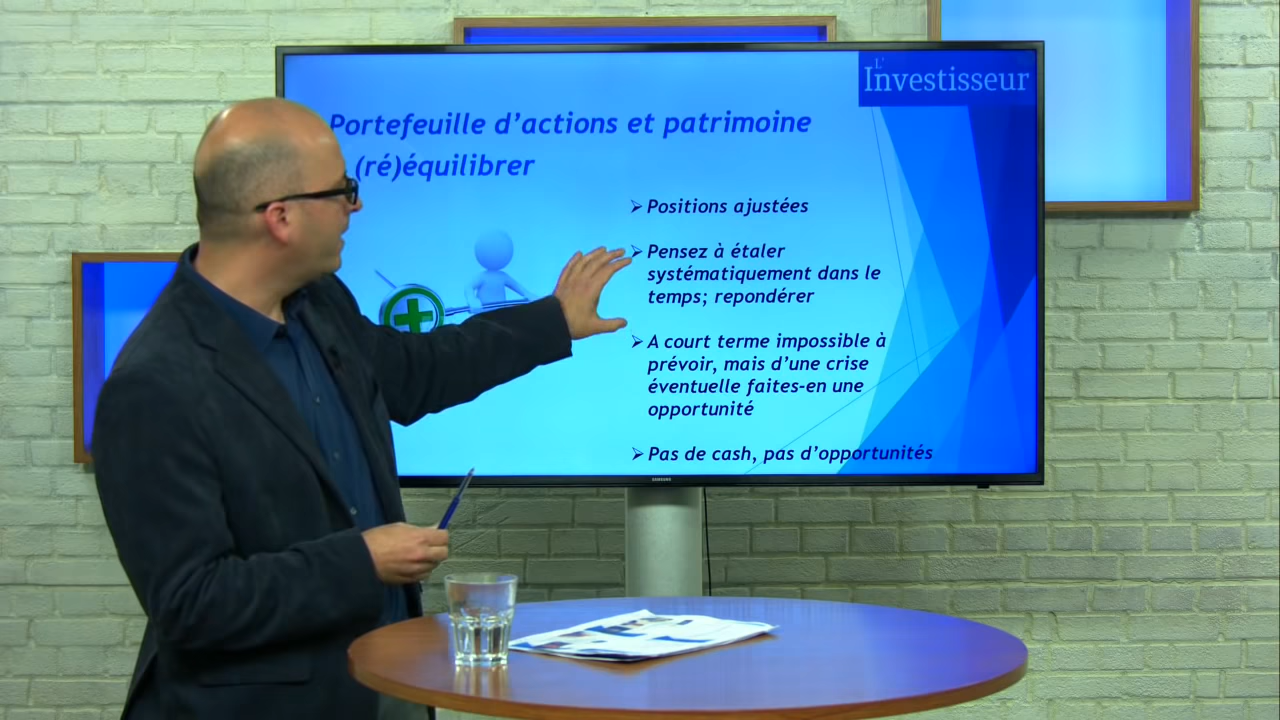 L'
Investisseur
Portefeuille d'actions et patrimoine
(ré)équilibrer
Positions ajustées
Pensez à étaler
systématiquement dans le
temps; repondérer
A court terme impossible à
prévoir, mais d'une crise
éventuelle faites-en une
opportunité
Pas de cash, pas d'opportunités
SAMSUNG